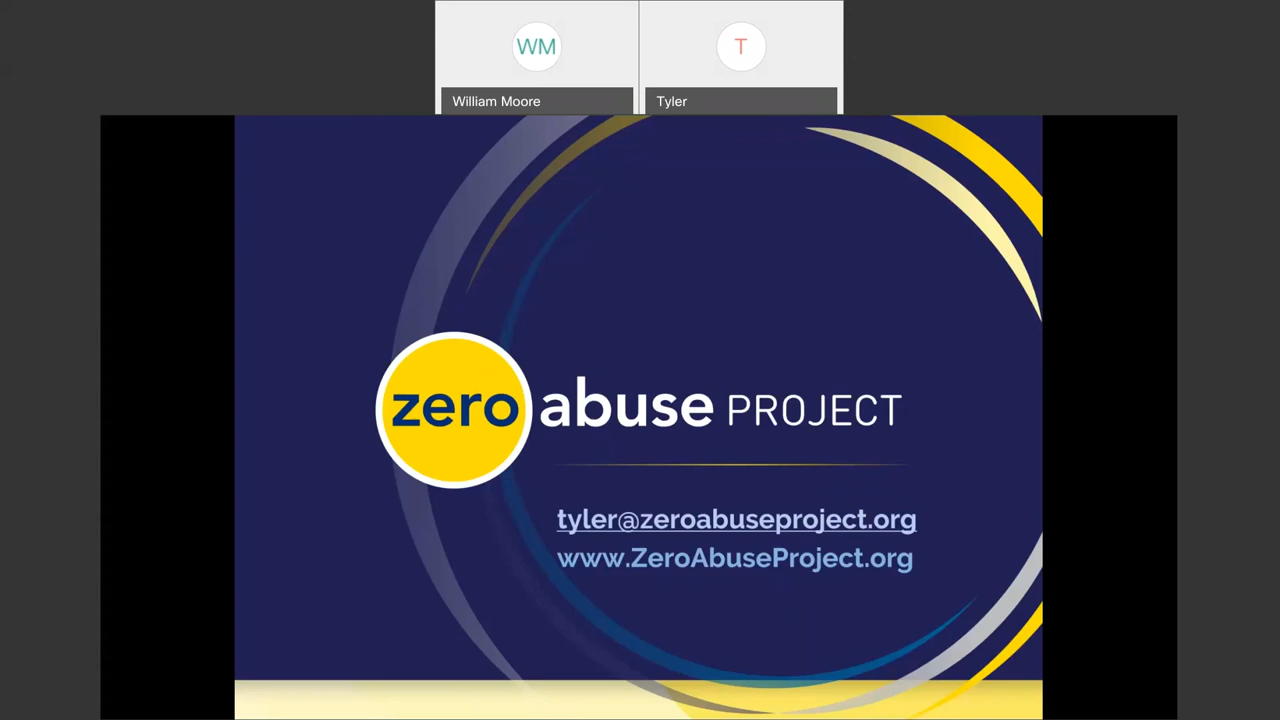 WM
T
William Moore
Tyler
zero abuse PROJECT
tyler@zeroabuseproject.org
www.ZeroAbuseProject.org